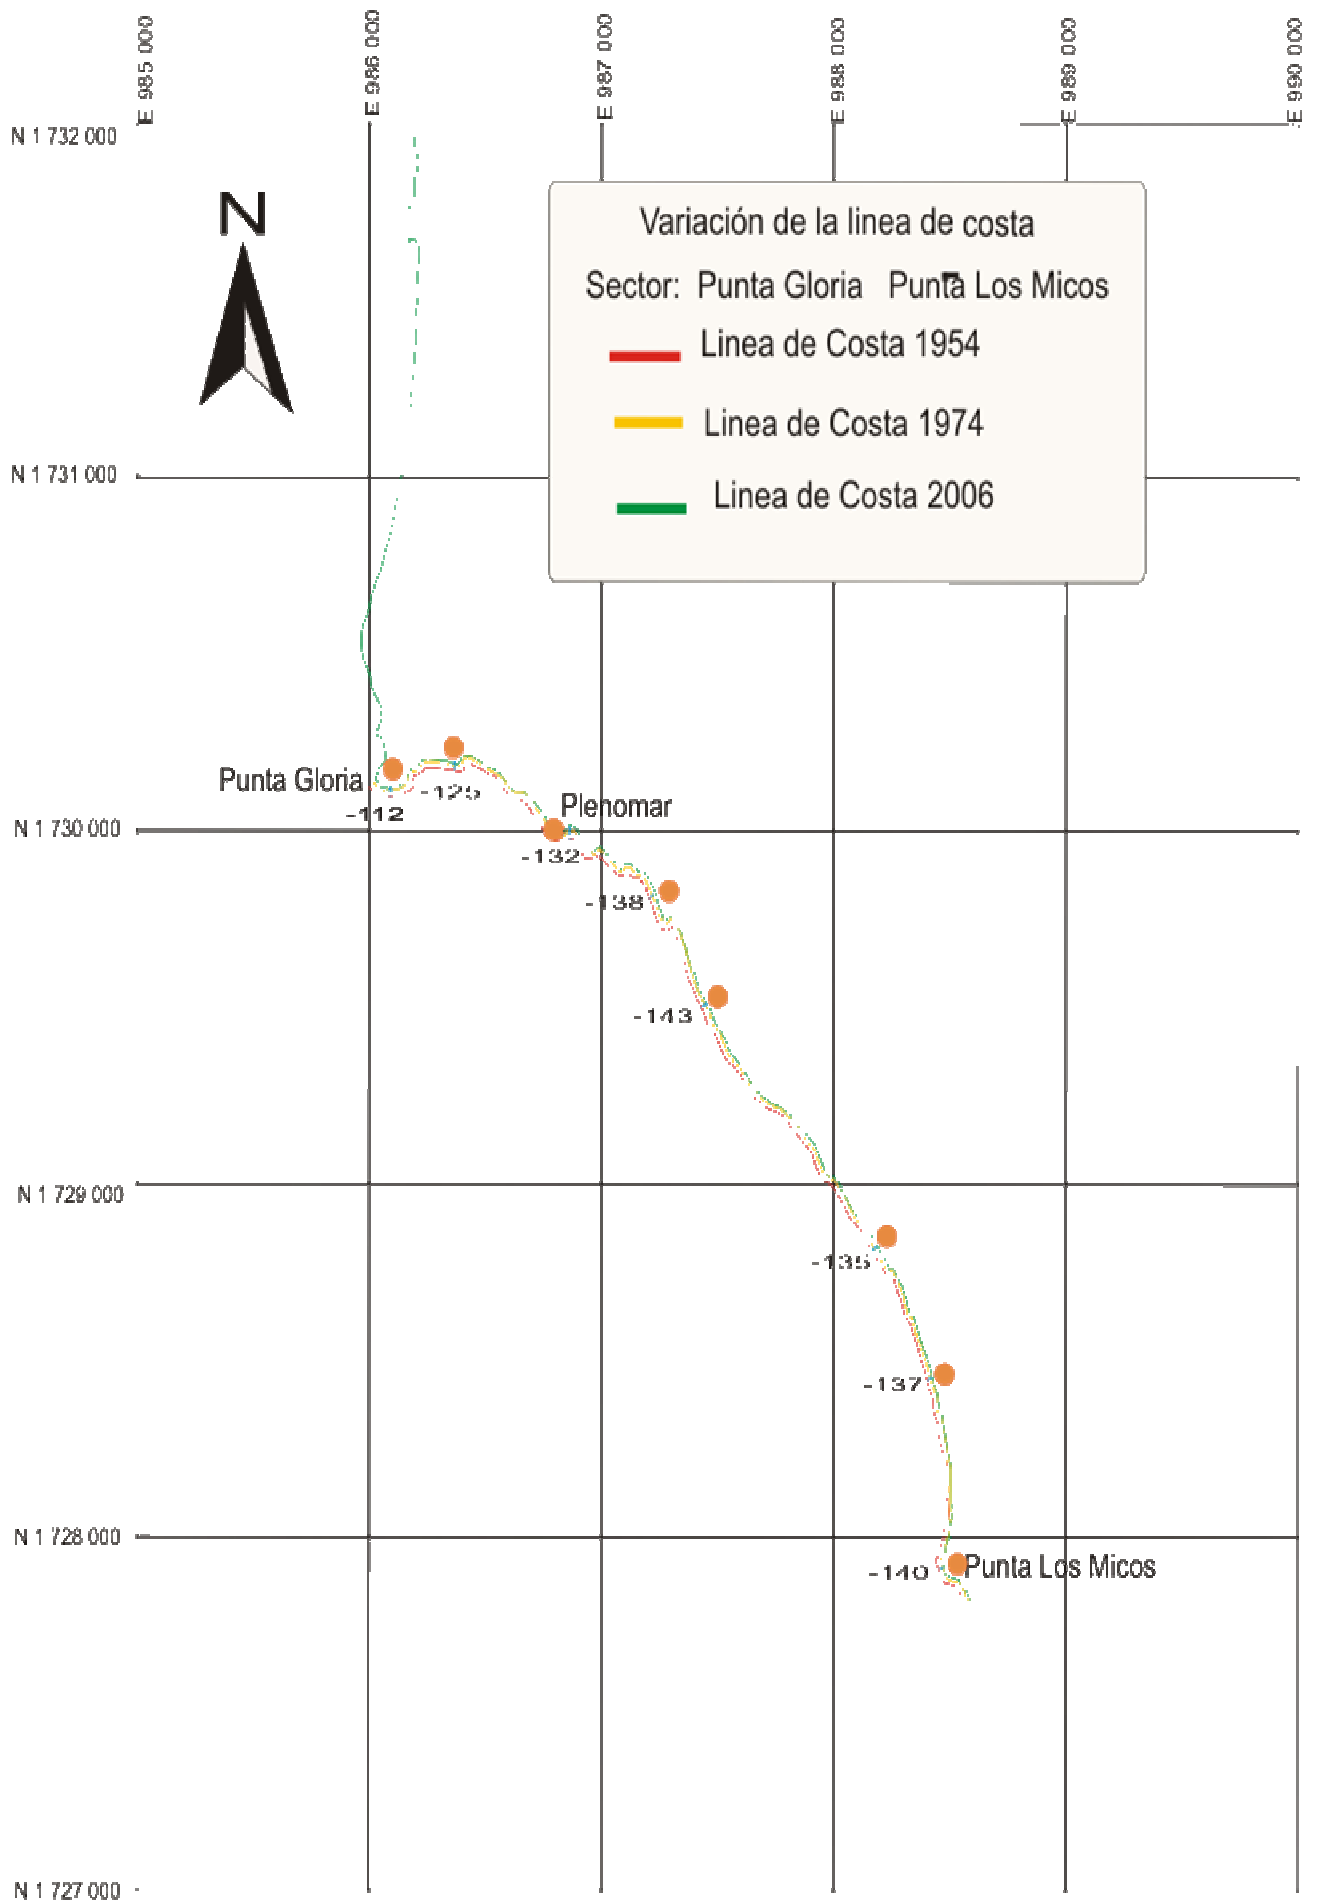 E 985 000
E 986 000
E 987 000
E 988 000
E 989 000
E 990 000
N 1 732 000
N
Variación de la linea de costa
Sector: Punta Gloria Punta Los Micos
Linea de Costa 1954
Linea de Costa 1974
Linea de Costa 2006
N 1 731 000
Punta Gloria
-112
-125
Plenomar
N 1 730 000
-132
-138
-143
N 1 729 000
-135
-137
N 1 728 000
-140
Punta Los Micos
N 1 727 000